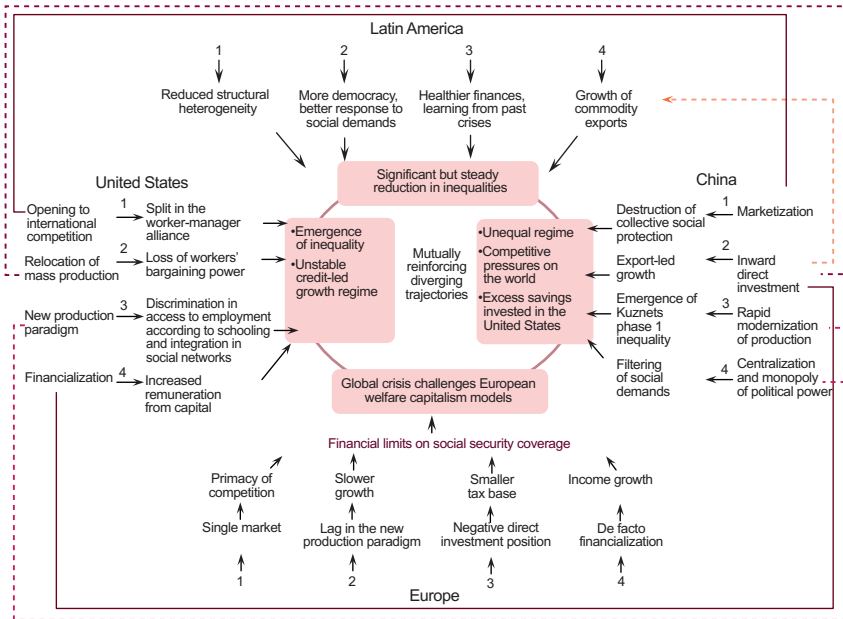 Latin America
1
2
3
4
Reduced structural
heterogeneity
More democracy,
better response to
social demands
Healthier finances,
learning from past
crises
Growth of
commodity
exports
Significant but steady
reduction in inequalities
United States
1
Opening to
international
competition
Split in the
worker-manager
alliance
2
Relocation of
mass production
Loss of workers'
bargaining power
3
New production
paradigm
Discrimination in
access to employment
according to schooling
and integration in
social networks
4
Financialization
Increased
remuneration
from capital
•Emergence
of inequality
•Unstable
credit-led
growth regime
Mutually
reinforcing
diverging
trajectories
•Unequal regime
•Competitive
pressures on the
world
•Excess savings
invested in the
United States
China
Destruction of
collective social
protection
1
Marketization
Export-led
growth
2
Inward
direct
investment
Emergence of
Kuznets
phase 1
inequality
3
Rapid
modernization
of production
Filtering
of social
demands
4
Centralization
and monopoly
of political power
Global crisis challenges European
welfare capitalism models
Financial limits on social security coverage
Primacy of
competition
Slower
growth
Smaller
tax base
Income growth
Single market
Lag in the new
production paradigm
Negative direct
investment position
De facto
financialization
1
2
3
4
Europe